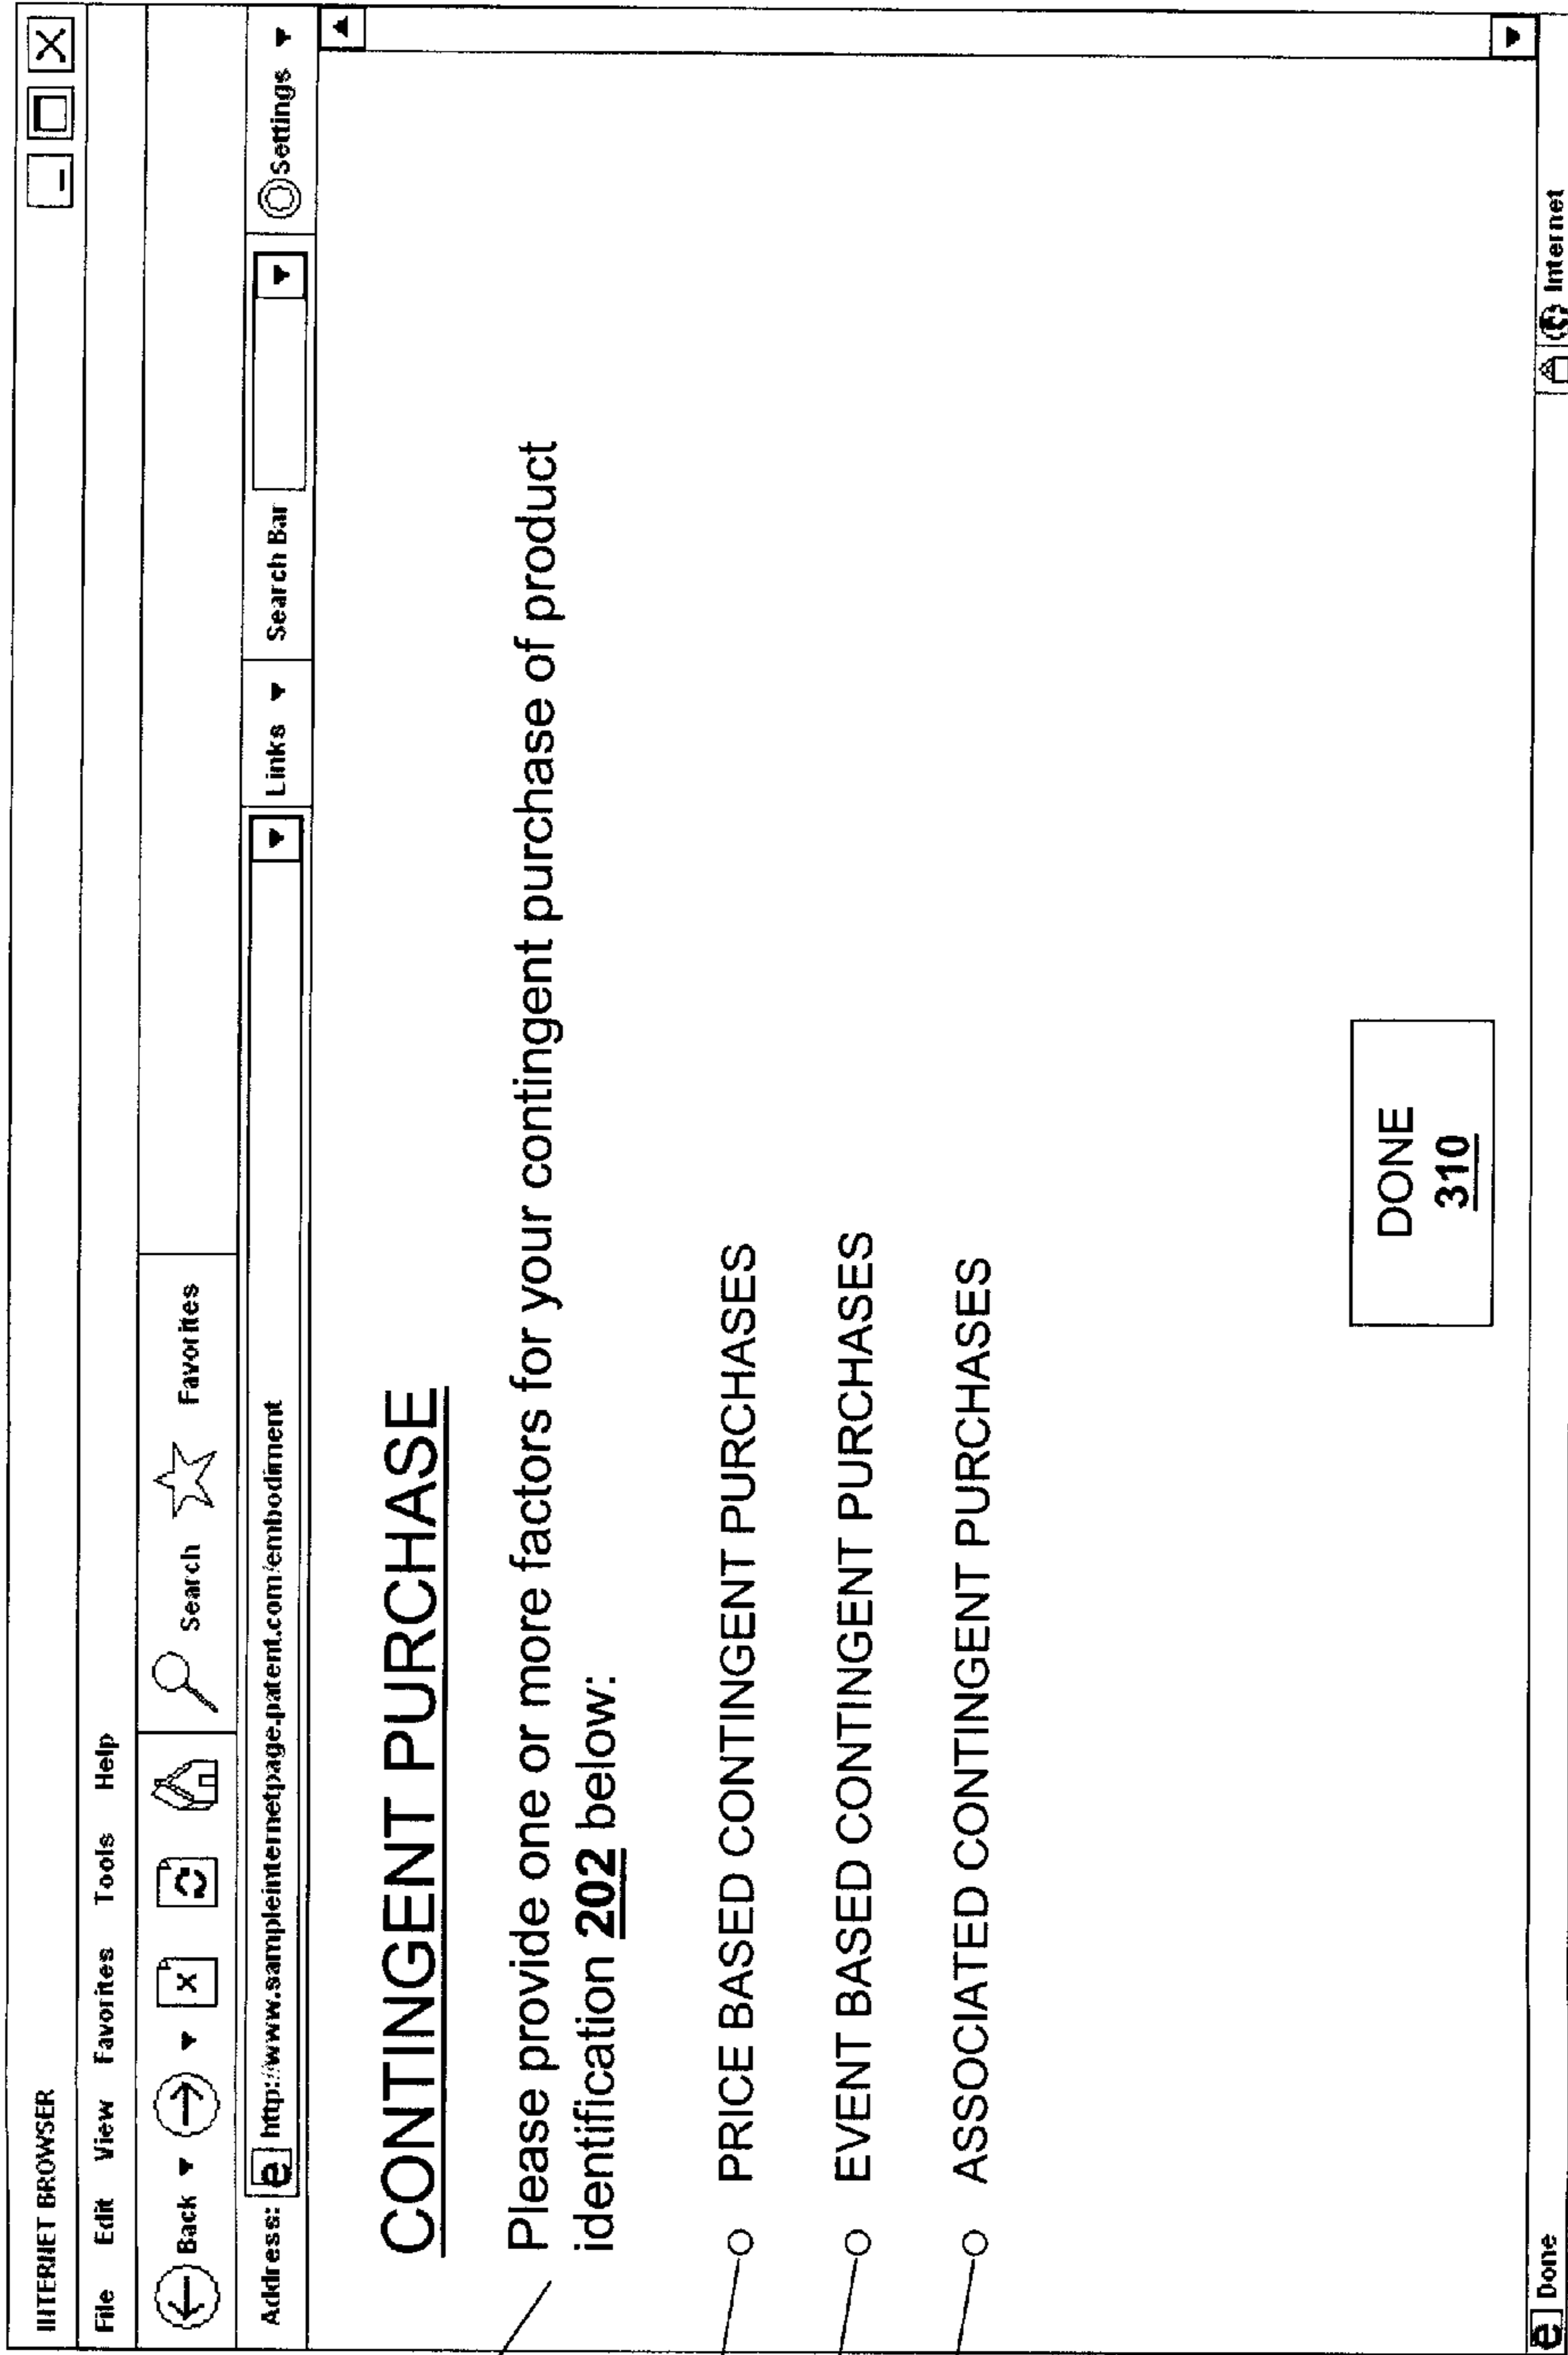 INTERNET BROWSER
File Edit View Favorites Tools Help
Back Search Favorites
Address: e http://www.sampleinternetpage.patent.com/embodiment Links Search Bar Settings
CONTINGENT PURCHASE
Please provide one or more factors for your contingent purchase of product
identification 202 below:
PRICE BASED CONTINGENT PURCHASES
EVENT BASED CONTINGENT PURCHASES
ASSOCIATED CONTINGENT PURCHASES
DONE
310
e Done Internet